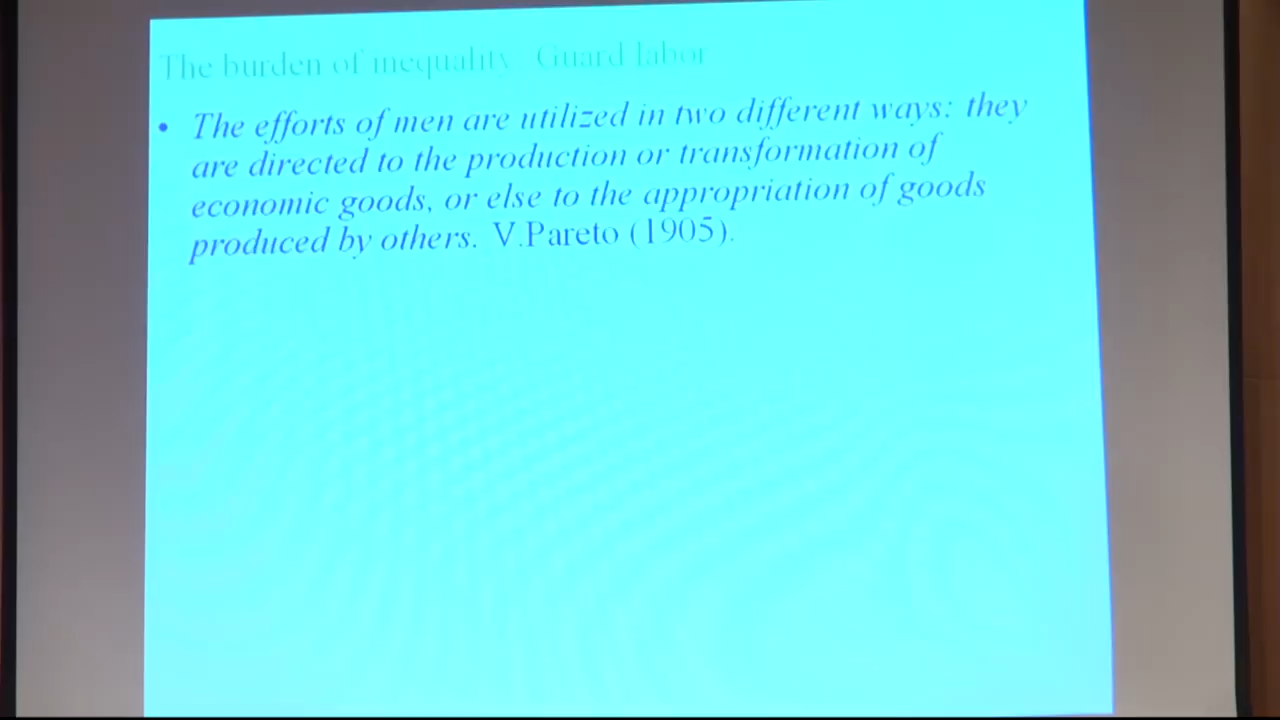 The burden of inequality Guard labor
• The efforts of men are utilized in two different ways: they
are directed to the production or transformation of
economic goods, or else to the appropriation of goods
produced by others. V.Pareto (1905).